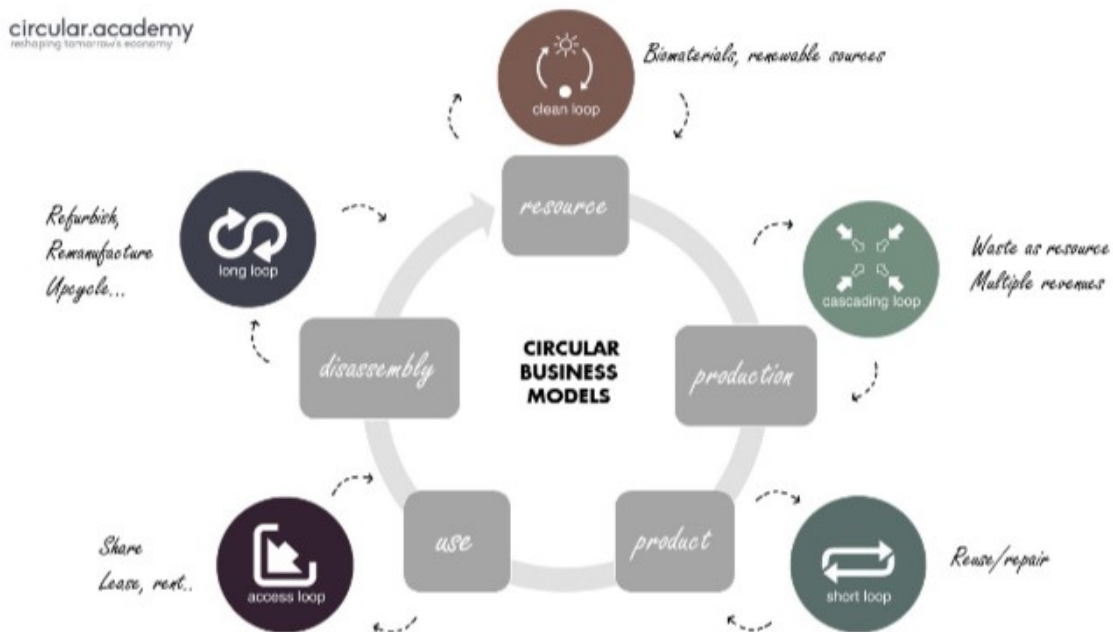 circular.academy
reshaping tomorrow's economy
clean loop
Biomaterials, renewable sources
resource
Refurbish,
Remanufacture
Upcycle...
long loop
cascading loop
Waste as resource
Multiple revenues
disassembly
CIRCULAR
BUSINESS
MODELS
production
Share
Lease, rent..
access loop
use
product
short loop
Reuse/repair